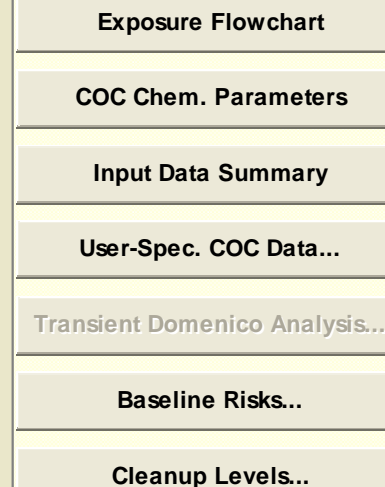 Exposure Flowchart
COC Chem. Parameters
Input Data Summary
User-Spec. COC Data...
Transient Domenico Analysis...
Baseline Risks...
Cleanup Levels...